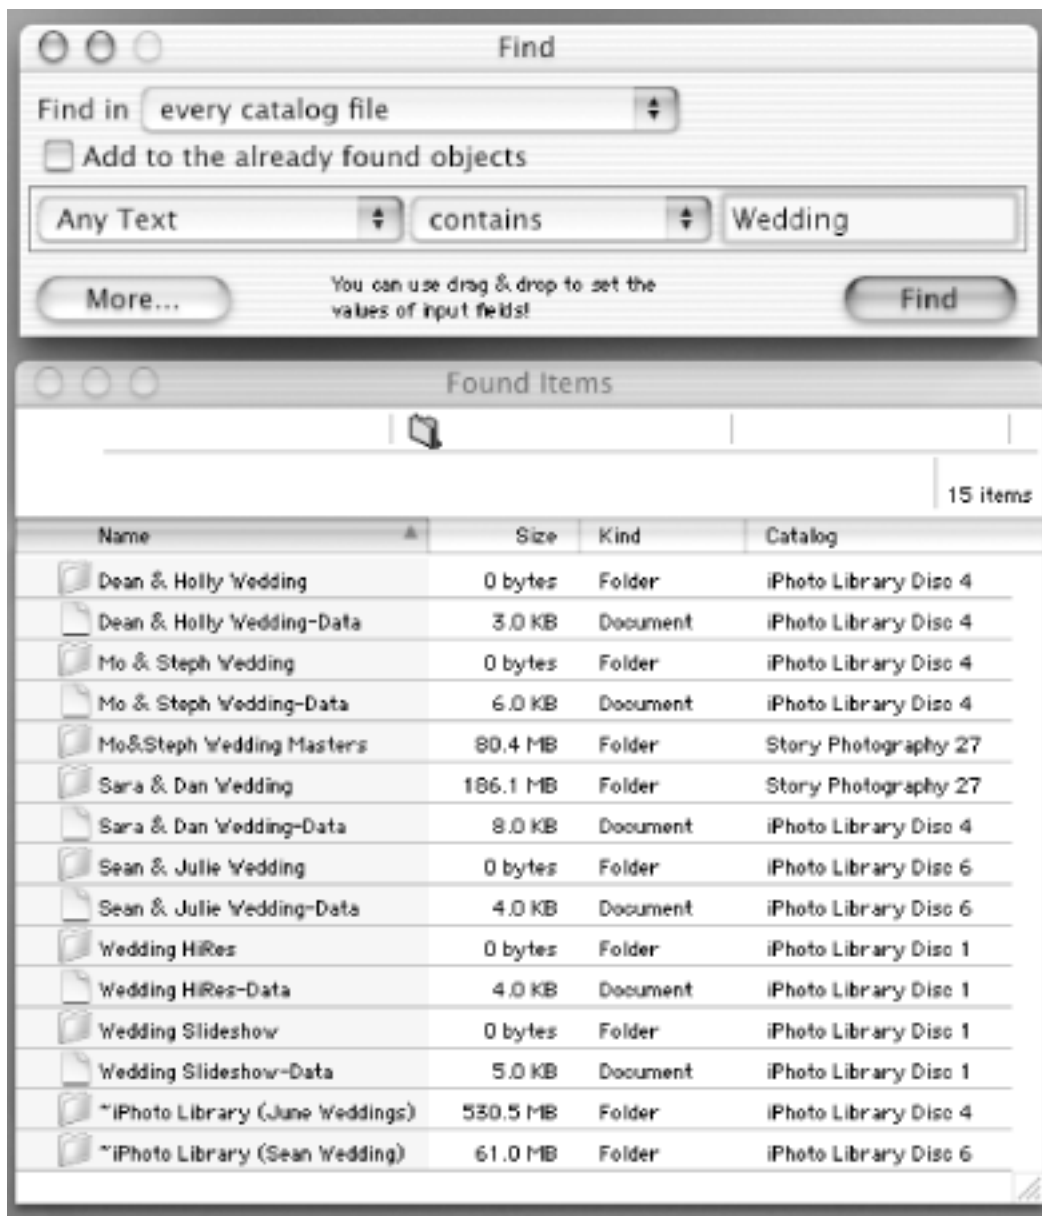 Find
Find in every catalog file
Add to the already found objects
Any Text contains Wedding
More... You can use drag & drop to set the values of input fields! Find
Found Items
15 items
Name Size Kind Catalog
Dean & Holly Wedding 0 bytes Folder iPhoto Library Disc 4
Dean & Holly Wedding-Data 3.0 KB Document iPhoto Library Disc 4
Mo & Steph Wedding 0 bytes Folder iPhoto Library Disc 4
Mo & Steph Wedding-Data 6.0 KB Document iPhoto Library Disc 4
Mo&Steph Wedding Masters 80.4 MB Folder Story Photography 27
Sara & Dan Wedding 186.1 MB Folder Story Photography 27
Sara & Dan Wedding-Data 8.0 KB Document iPhoto Library Disc 4
Sean & Julie Wedding 0 bytes Folder iPhoto Library Disc 6
Sean & Julie Wedding-Data 4.0 KB Document iPhoto Library Disc 6
Wedding HiRes 0 bytes Folder iPhoto Library Disc 1
Wedding HiRes-Data 4.0 KB Document iPhoto Library Disc 1
Wedding Slideshow 0 bytes Folder iPhoto Library Disc 1
Wedding Slideshow-Data 5.0 KB Document iPhoto Library Disc 1
~iPhoto Library (June Weddings) 530.5 MB Folder iPhoto Library Disc 4
~iPhoto Library (Sean Wedding) 61.0 MB Folder iPhoto Library Disc 6